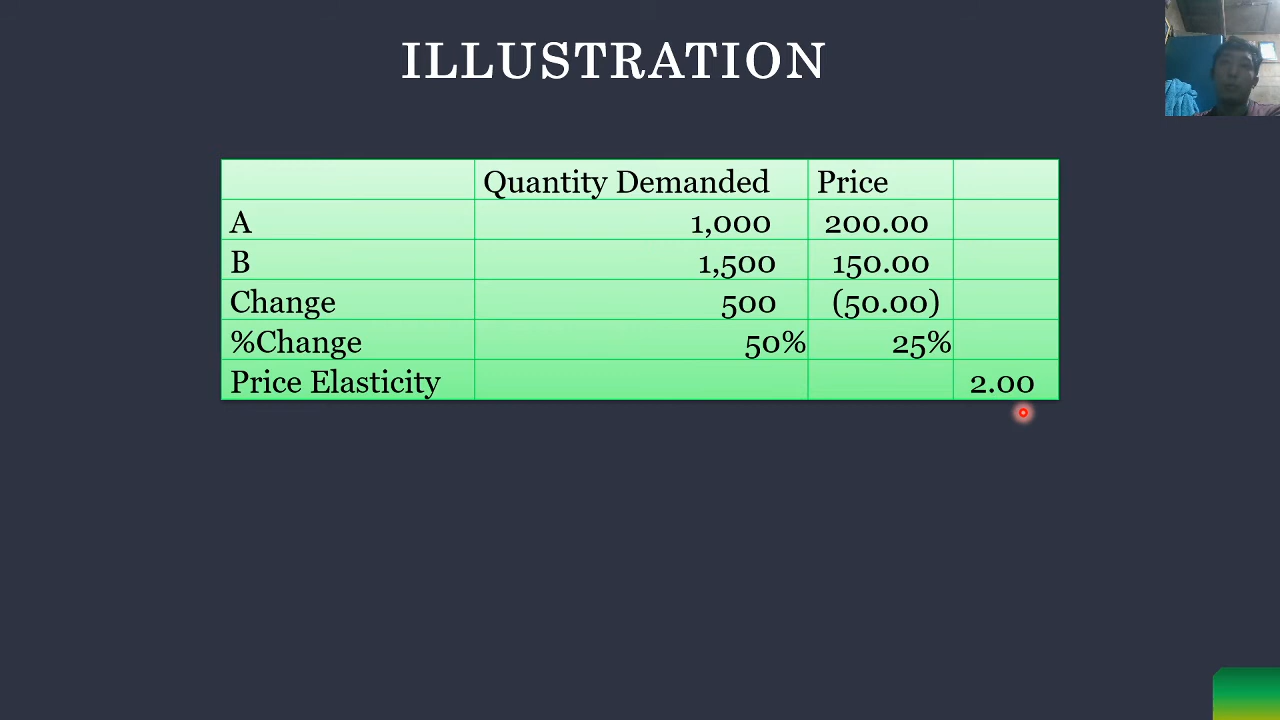 ILLUSTRATION
Quantity Demanded Price
A 1,000 200.00
B 1,500 150.00
Change 500 (50.00)
%Change 50% 25%
Price Elasticity 2.00